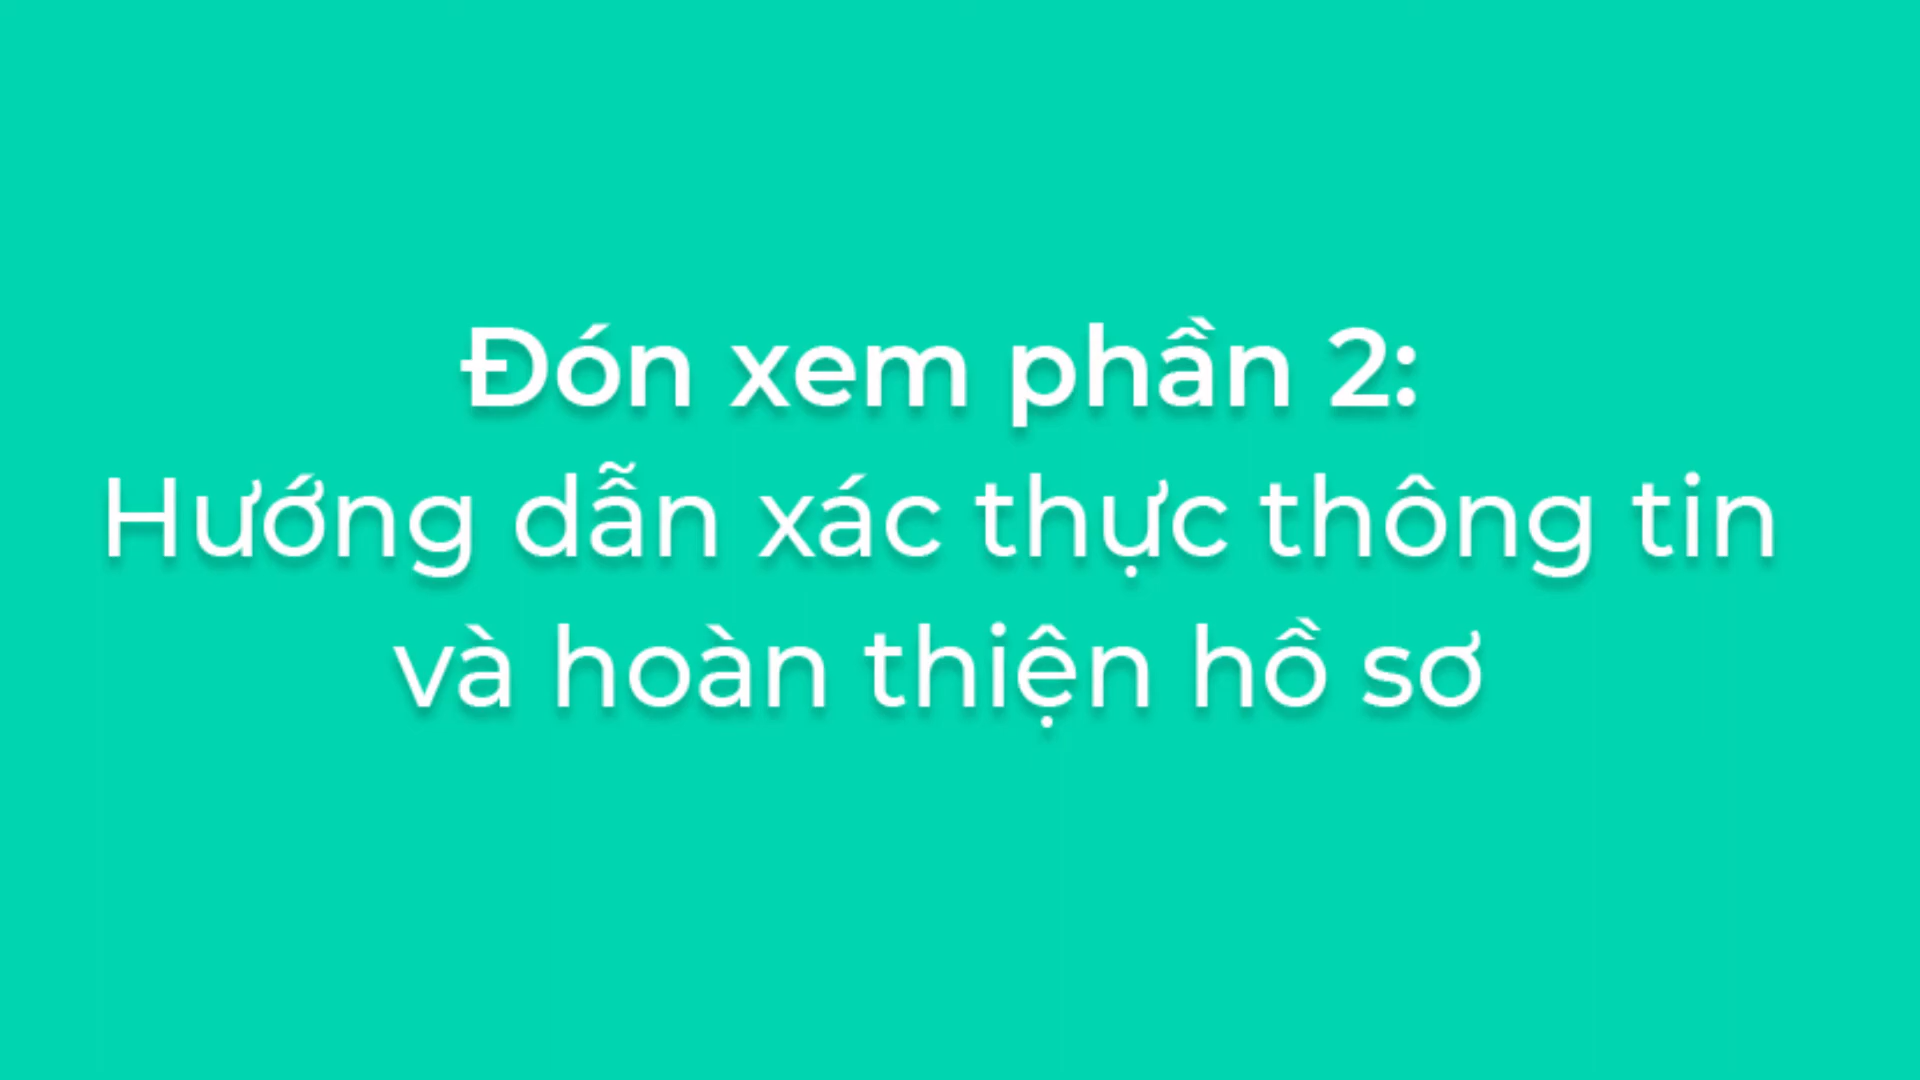 Đón xem phần 2:
Hướng dẫn xác thực thông tin
và hoàn thiện hồ sơ